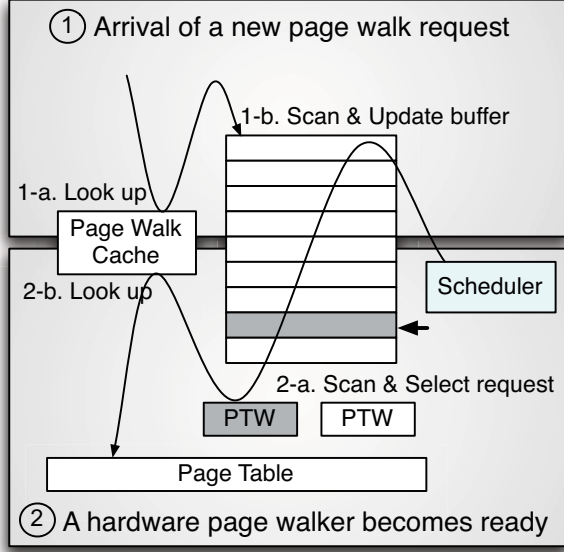 1 Arrival of a new page walk request
1-b. Scan & Update buffer
1-a. Look up
Page Walk
Cache
2-b. Look up
Scheduler
2-a. Scan & Select request
PTW
PTW
Page Table
2 A hardware page walker becomes ready